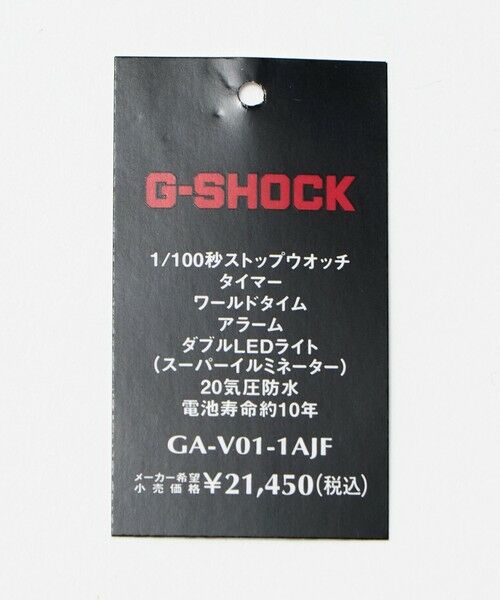 G-SHOCK
1/100秒ストップウオッチ
タイマー
ワールドタイム
アラーム
ダブルLEDライト
(スーパーイルミネーター)
20気圧防水
電池寿命約10年
GA-V01-1AJF
メーカー希望小売価格 ¥21,450(税込)